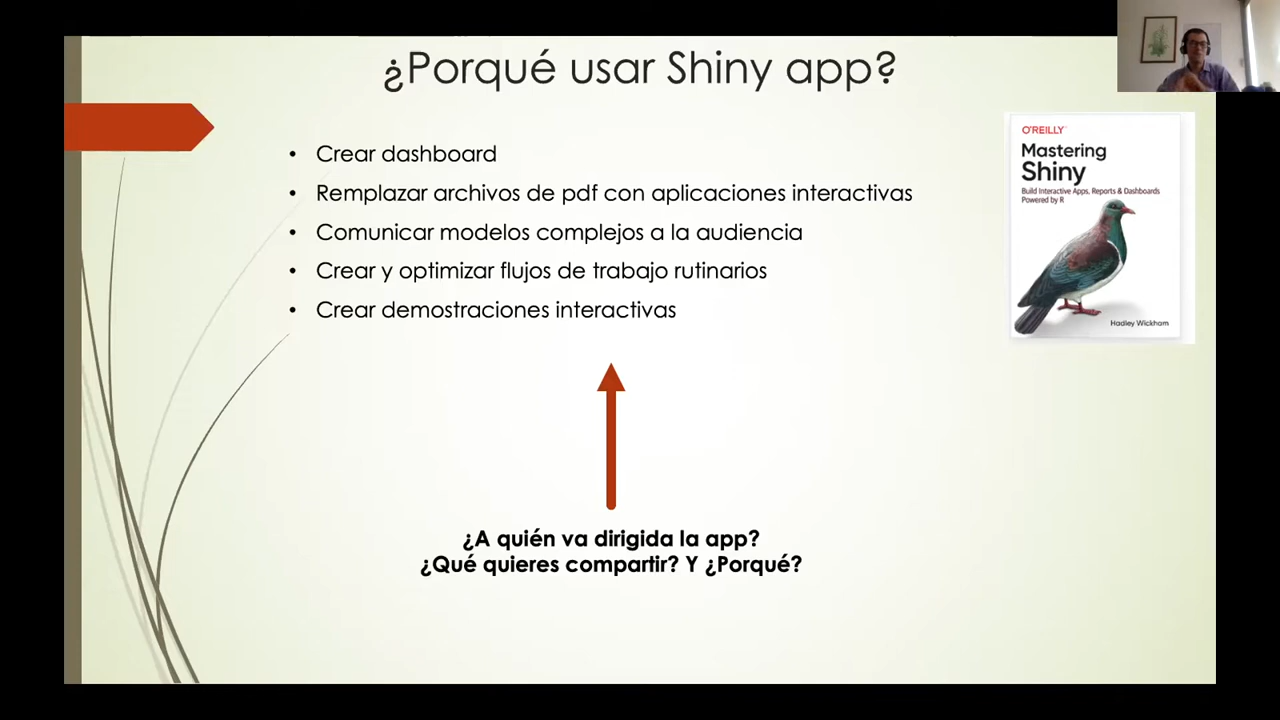 ¿Porqué usar Shiny app?
• Crear dashboard
• Remplazar archivos de pdf con aplicaciones interactivas
• Comunicar modelos complejos a la audiencia
• Crear y optimizar flujos de trabajo rutinarios
• Crear demostraciones interactivas
O'REILLY
Mastering
Shiny
Build Interactive Apps, Reports & Dashboards
Powered by R
Hadley Wickham
¿A quién va dirigida la app?
¿Qué quieres compartir? Y ¿Porqué?